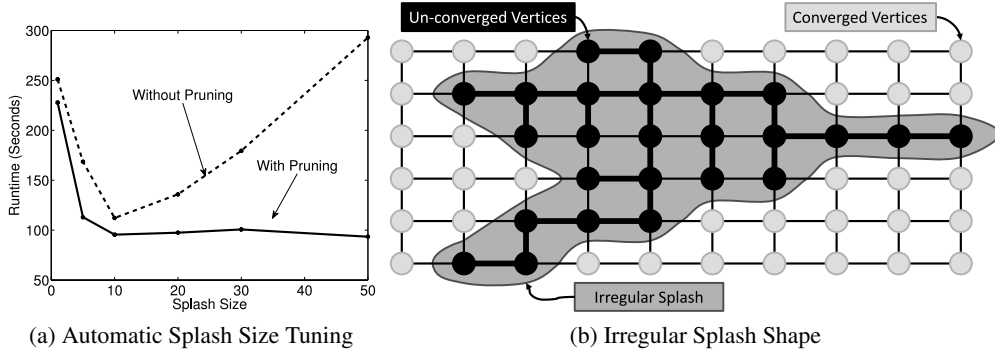 300
250
200
150
100
50
0
10
20
30
40
50
Runtime (Seconds)
Splash Size
Without Pruning
With Pruning
(a) Automatic Splash Size Tuning
Un-converged Vertices
Converged Vertices
Irregular Splash
(b) Irregular Splash Shape